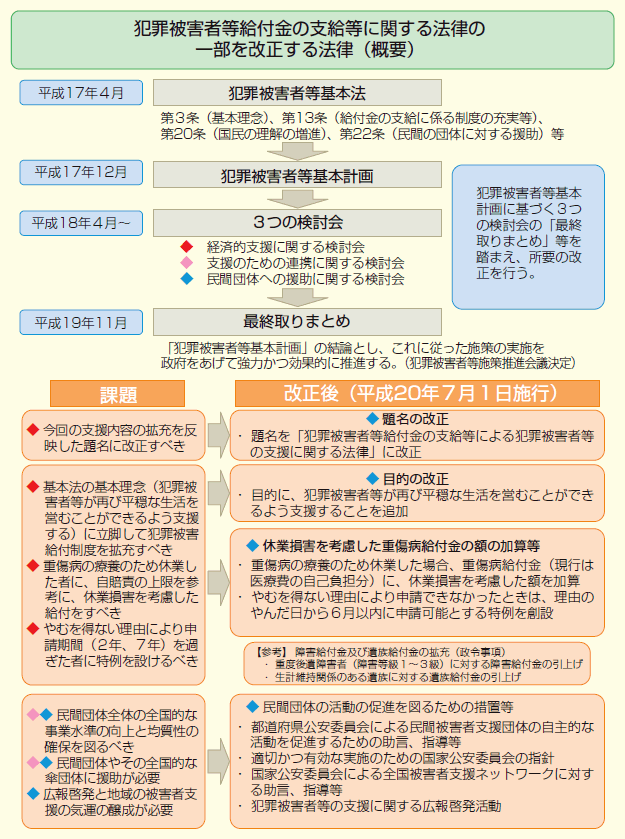 犯罪被害者等給付金の支給等に関する法律の
一部を改正する法律（概要）
平成17年4月
犯罪被害者等基本法
第3条（基本理念）、第13条（給付金の支給に係る制度の充実等）、
第20条（国民の理解の増進）、第22条（民間の団体に対する援助）等
平成17年12月
犯罪被害者等基本計画
平成18年4月～
3つの検討会
◆ 経済的支援に関する検討会
◆ 支援のための連携に関する検討会
◆ 民間団体への援助に関する検討会
犯罪被害者等基本
計画に基づく3つ
の検討会の「最終
取りまとめ」等を
踏まえ、所要の改
正を行う。
平成19年11月
最終取りまとめ
「犯罪被害者等基本計画」の結論とし、これに従った施策の実施を
政府をあげて強力かつ効果的に推進する。（犯罪被害者等施策推進会議決定）
課題
改正後（平成20年7月1日施行）
◆ 今回の支援内容の拡充を反
映した題名に改正すべき
◆ 題名の改正
・ 題名を「犯罪被害者等給付金の支給等による犯罪被害者等
の支援に関する法律」に改正
◆ 基本法の基本理念（犯罪被
害者等が再び平穏な生活を
営むことができるよう支援
する）に立脚して犯罪被害
給付制度を拡充すべき
◆ 重傷病の療養のため休業し
た者に、自賠責の上限を参
考に、休業損害を考慮した
給付をすべき
◆ やむを得ない理由により申
請期間（2年、7年）を過
ぎた者に特例を設けるべき
◆ 目的の改正
・ 目的に、犯罪被害者等が再び平穏な生活を営むことができ
るよう支援することを追加
◆ 休業損害を考慮した重傷病給付金の額の加算等
・ 重傷病の療養のため休業した場合、重傷病給付金（現行は
医療費の自己負担分）に、休業損害を考慮した額を加算
・ やむを得ない理由により申請できなかったときは、理由の
やんだ日から6月以内に申請可能とする特例を創設
【参考】 障害給付金及び遺族給付金の拡充（政令事項）
・ 重度後遺障害者（障害等級1～3級）に対する障害給付金の引上げ
・ 生計維持関係のある遺族に対する遺族給付金の引上げ
◆◆ 民間団体全体の全国的な
事業水準の向上と均質性の
確保を図るべき
◆◆ 民間団体やその全国的な
傘団体に援助が必要
◆ 広報啓発と地域の被害者支
援の気運の醸成が必要
◆ 民間団体の活動の促進を図るための措置等
・ 都道府県公安委員会による民間被害者支援団体の自主的な
活動を促進するための助言、指導等
・ 適切かつ有効な実施のための国家公安委員会の指針
・ 国家公安委員会による全国被害者支援ネットワークに対す
る助言、指導等
・ 犯罪被害者等の支援に関する広報啓発活動